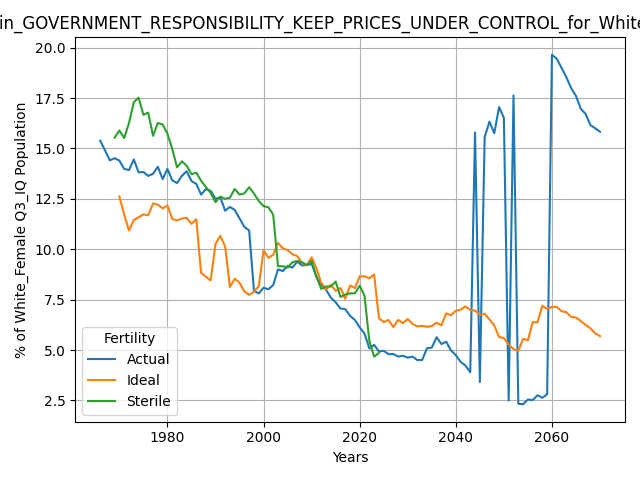 in_GOVERNMENT_RESPONSIBILITY_KEEP_PRICES_UNDER_CONTROL_for_White
% of White_Female Q3_IQ Population
20.0
17.5
15.0
12.5
10.0
7.5
5.0
2.5
Fertility
Actual
Ideal
Sterile
1980
2000
2020
2040
2060
Years